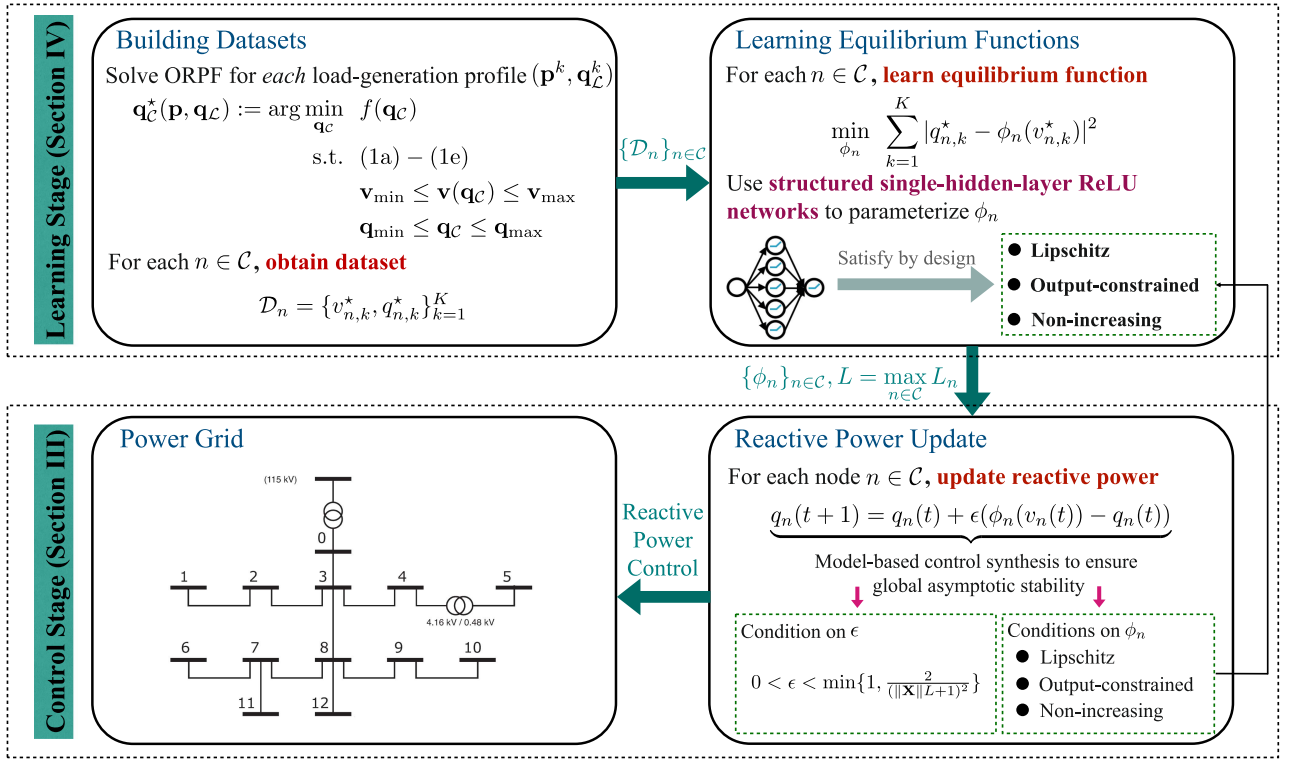 Learning Stage (Section IV)
Building Datasets
Solve ORPF for each load-generation profile (𝐩ᵏ, 𝐪ᵏ_ℒ)
𝐪⋆_𝒞(𝐩, 𝐪_ℒ) := arg min_{𝐪_𝒞} f(𝐪_𝒞)
s.t. (1a) − (1e)
𝐯_min ≤ 𝐯(𝐪_𝒞) ≤ 𝐯_max
𝐪_min ≤ 𝐪_𝒞 ≤ 𝐪_max
For each n ∈ 𝒞, obtain dataset
𝒟_n = {v⋆_{n,k}, q⋆_{n,k}}^K_{k=1}
{𝒟_n}_{n∈𝒞}
Learning Equilibrium Functions
For each n ∈ 𝒞, learn equilibrium function
min_{ϕ_n} ∑_{k=1}^{K} |q⋆_{n,k} − ϕ_n(v⋆_{n,k})|²
Use structured single-hidden-layer ReLU
networks to parameterize ϕ_n
Satisfy by design
● Lipschitz
● Output-constrained
● Non-increasing
{ϕ_n}_{n∈𝒞}, L = max_{n∈𝒞} L_n
Control Stage (Section III)
Power Grid
(115 kV)
0
1 2 3 4 5
4.16 kV / 0.48 kV
6 7 8 9 10
11 12
Reactive
Power
Control
Reactive Power Update
For each node n ∈ 𝒞, update reactive power
q_n(t + 1) = q_n(t) + ϵ(ϕ_n(v_n(t)) − q_n(t))
Model-based control synthesis to ensure
global asymptotic stability
Condition on ϵ
0 < ϵ < min{1, 2/(‖𝐗‖L+1)²}
Conditions on ϕ_n
● Lipschitz
● Output-constrained
● Non-increasing